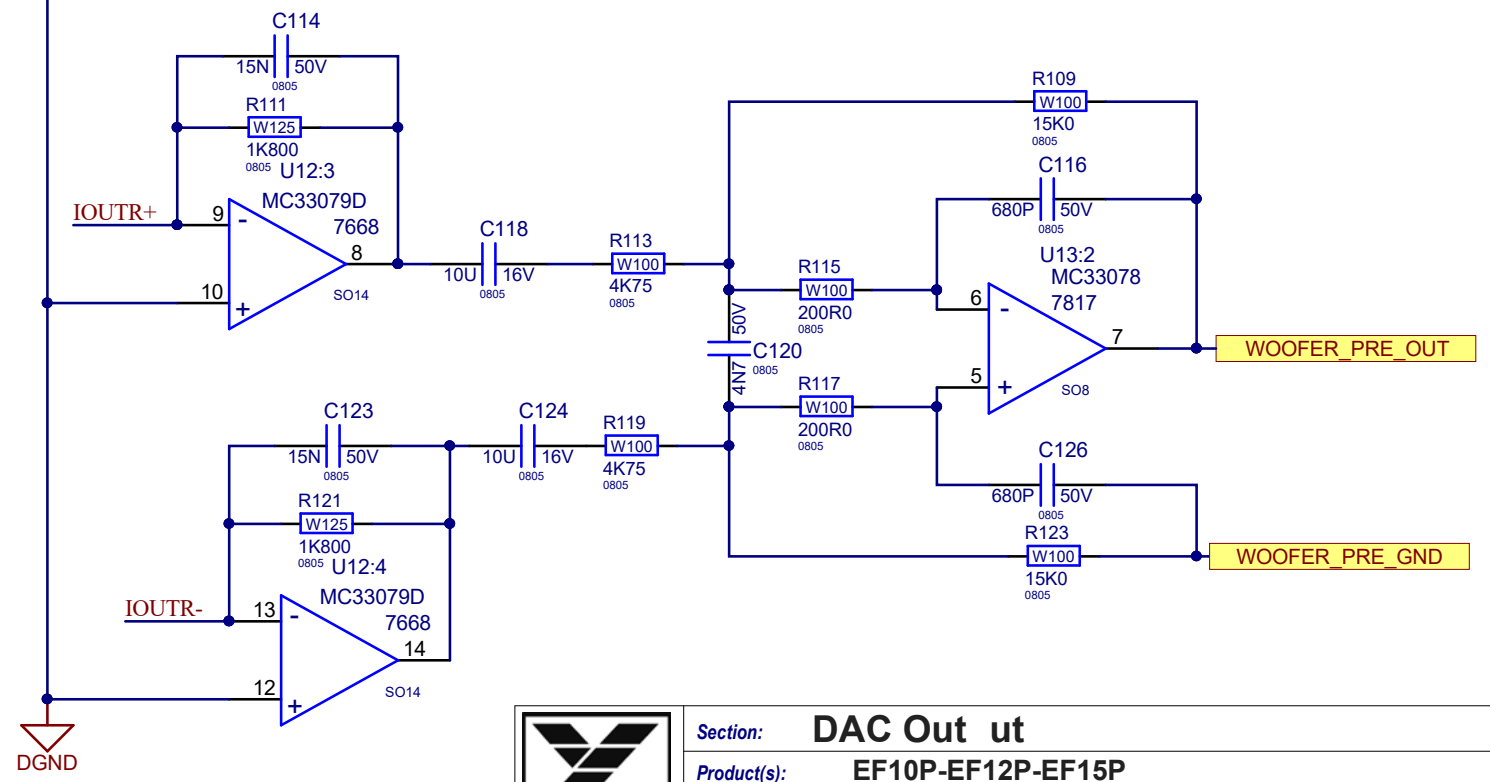 C114
15N 50V
0805
R111
W125
1K800
0805 U12:3
MC33079D
7668
IOUTR+
9
-
8
10
+
SO14
C118
10U 16V
0805
R113
W100
4K75
0805
R109
W100
15K0
0805
C116
680P 50V
0805
U13:2
MC33078
7817
R115
W100
200R0
0805
6
-
7
5
+
SO8
WOOFER_PRE_OUT
50V
C120
0805
4N7
R117
W100
200R0
0805
C123
15N 50V
0805
C124
10U 16V
0805
R119
W100
4K75
0805
R121
W125
1K800
0805 U12:4
MC33079D
7668
IOUTR-
13
-
14
12
+
SO14
C126
680P 50V
0805
R123
W100
15K0
0805
WOOFER_PRE_GND
DGND
Section: DAC Out ut
Product(s): EF10P-EF12P-EF15P